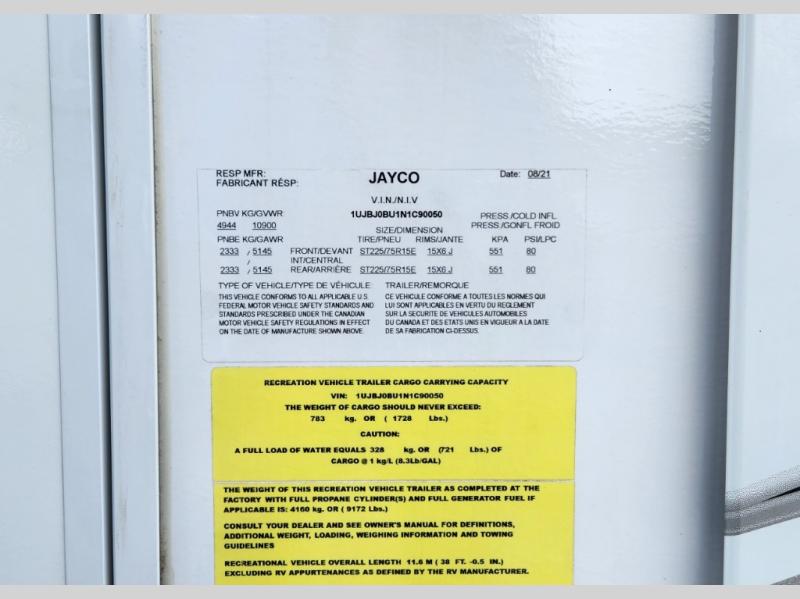 RESP MFR: JAYCO Date: 08/21
FABRICANT RÉSP:
V.I.N./N.I.V
PNBV KG/GVWR 1UJBJ0BU1N1C90050 PRESS./COLD INFL
4944 10900 SIZE/DIMENSION PRESS./GONFL FROID
PNBE KG/GAWR TIRE/PNEU RIMS/JANTE KPA PSI/LPC
2333 / 5145 FRONT/DEVANT ST225/75R15E 15X6 J 551 80
/ INT/CENTRAL
2333 / 5145 REAR/ARRIÈRE ST225/75R15E 15X6 J 551 80
TYPE OF VEHICLE/TYPE DE VÉHICULE: TRAILER/REMORQUE
THIS VEHICLE CONFORMS TO ALL APPLICABLE U.S
FEDERAL MOTOR VEHICLE SAFETY STANDARDS AND
STANDARDS PRESCRIBED UNDER THE CANADIAN
MOTOR VEHICLE SAFETY REGULATIONS IN EFFECT
ON THE DATE OF MANUFACTURE SHOWN ABOVE.
CE VEHICULE CONFORME A TOUTES LES NORMES QUI
LUI SONT APPLICABLES EN VERTU DU REGLEMENT
SUR LA SECURITE DE VEHICULES AUTOMOBILES
DU CANADA ET DES ETATS UNIS EN VIGUEUR A LA DATE
DE SA FABRICATION CI-DESSUS.
RECREATION VEHICLE TRAILER CARGO CARRYING CAPACITY
VIN: 1UJBJ0BU1N1C90050
THE WEIGHT OF CARGO SHOULD NEVER EXCEED:
783 kg. OR ( 1728 Lbs.)
CAUTION:
A FULL LOAD OF WATER EQUALS 328 kg. OR (721 Lbs.) OF
CARGO @ 1 kg/L (8.3Lb/GAL)
THE WEIGHT OF THIS RECREATION VEHICLE TRAILER AS COMPLETED AT THE
FACTORY WITH FULL PROPANE CYLINDER(S) AND FULL GENERATOR FUEL IF
APPLICABLE IS: 4160 kg. OR ( 9172 Lbs.)
CONSULT YOUR DEALER AND SEE OWNER'S MANUAL FOR DEFINITIONS,
ADDITIONAL WEIGHT, LOADING, WEIGHING INFORMATION AND TOWING
GUIDELINES
RECREATIONAL VEHICLE OVERALL LENGTH 11.6 M ( 38 FT. -0.5 IN.)
EXCLUDING RV APPURTENANCES AS DEFINED BY THE RV MANUFACTURER.